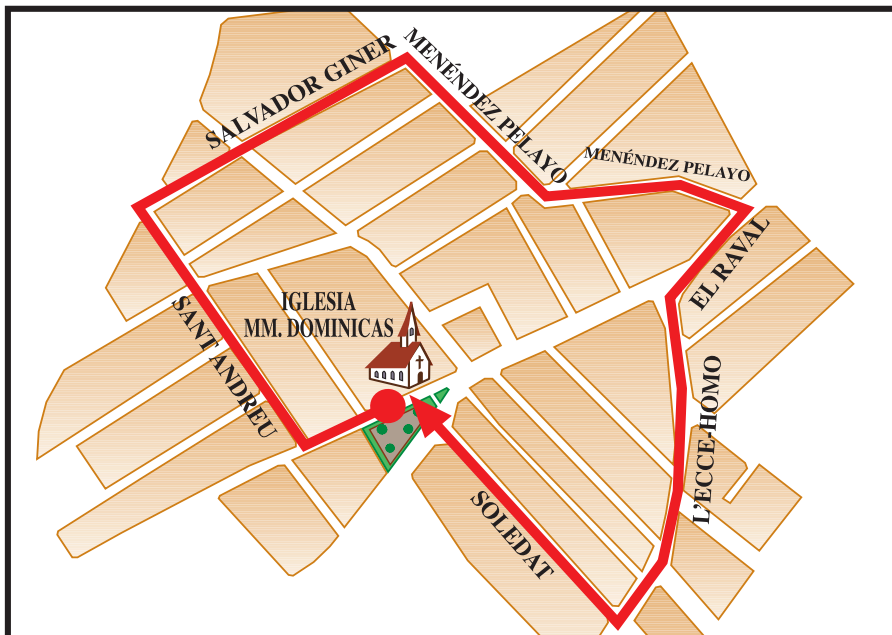 SALVADOR GINER
MENÉNDEZ PELAYO
MENÉNDEZ PELAYO
EL RAVAL
IGLESIA
MM. DOMINICAS
SANT ANDREU
L'ECCE-HOMO
SOLEDAT